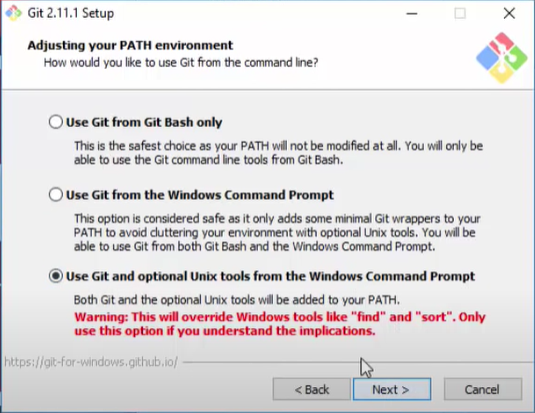 Git 2.11.1 Setup
Adjusting your PATH environment
How would you like to use Git from the command line?
Use Git from Git Bash only
This is the safest choice as your PATH will not be modified at all. You will only be
able to use the Git command line tools from Git Bash.
Use Git from the Windows Command Prompt
This option is considered safe as it only adds some minimal Git wrappers to your
PATH to avoid cluttering your environment with optional Unix tools. You will be
able to use Git from both Git Bash and the Windows Command Prompt.
Use Git and optional Unix tools from the Windows Command Prompt
Both Git and the optional Unix tools will be added to your PATH.
Warning: This will override Windows tools like "find" and "sort". Only
use this option if you understand the implications.
https://git-for-windows.github.io/
< Back Next > Cancel